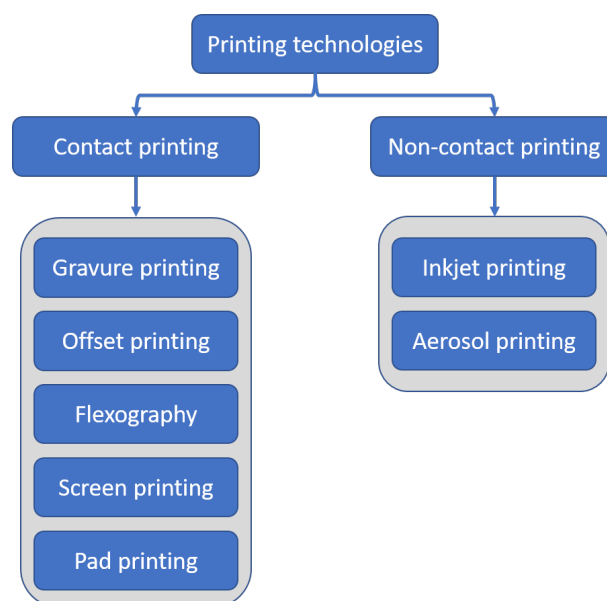 Printing technologies
Contact printing
Non-contact printing
Gravure printing
Offset printing
Flexography
Screen printing
Pad printing
Inkjet printing
Aerosol printing